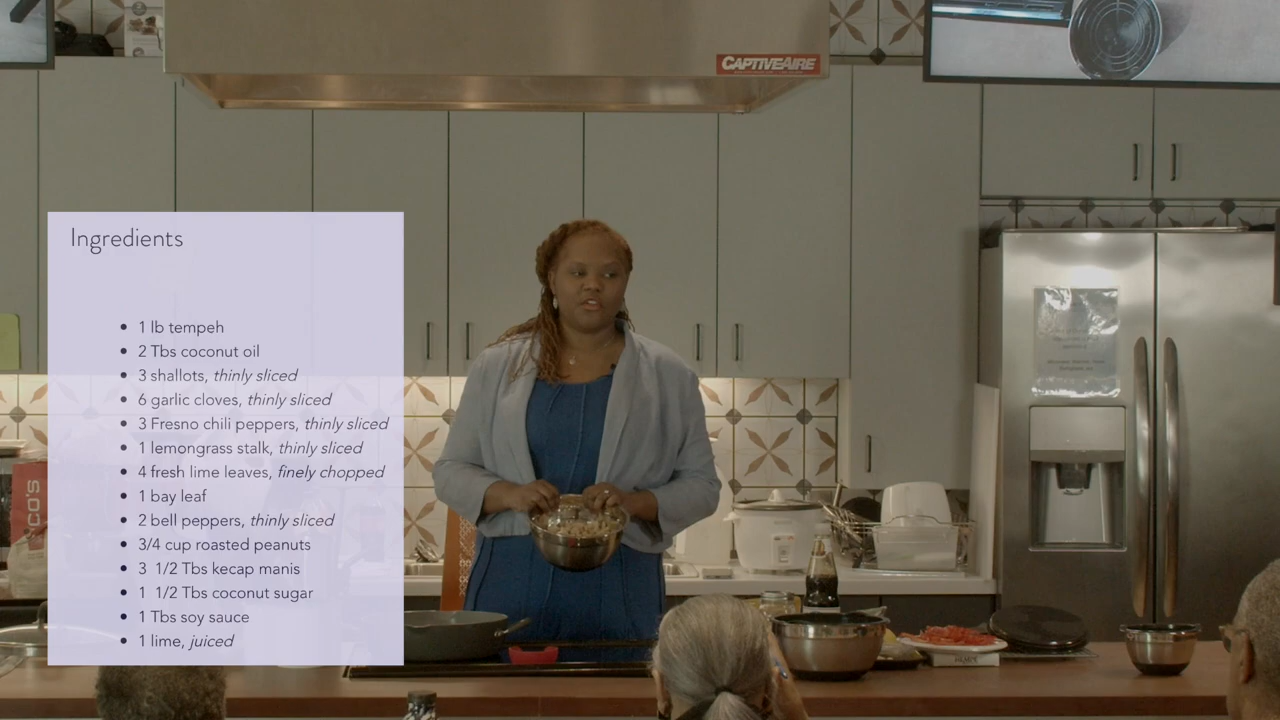 CAPTIVEAIRE
Ingredients
1 lb tempeh
2 Tbs coconut oil
3 shallots, thinly sliced
6 garlic cloves, thinly sliced
3 Fresno chili peppers, thinly sliced
1 lemongrass stalk, thinly sliced
4 fresh lime leaves, finely chopped
1 bay leaf
2 bell peppers, thinly sliced
3/4 cup roasted peanuts
3 1/2 Tbs kecap manis
1 1/2 Tbs coconut sugar
1 Tbs soy sauce
1 lime, juiced
CO'S